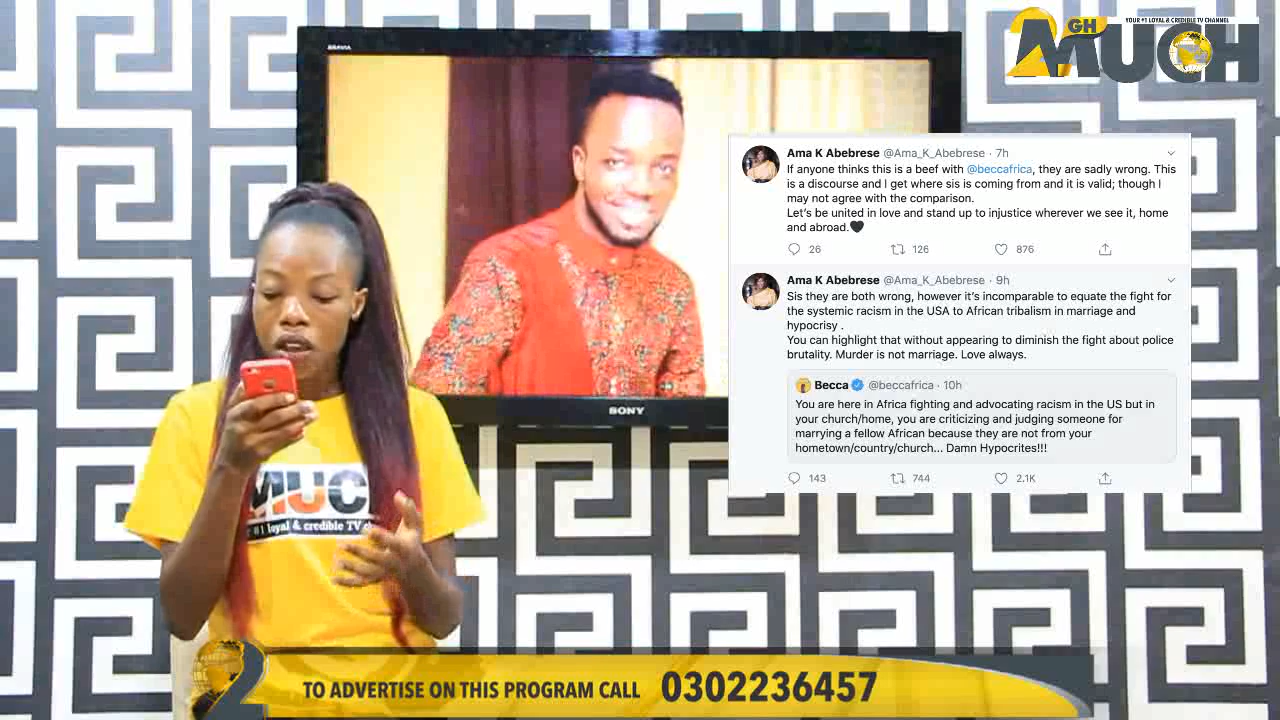 BRAVIA
2
GH
MUCH
YOUR #1 LOYAL & CREDIBLE TV CHANNEL
Ama K Abebrese @Ama_K_Abebrese · 7h
If anyone thinks this is a beef with @beccafrica, they are sadly wrong. This
is a discourse and I get where sis is coming from and it is valid; though I
may not agree with the comparison.
Let's be united in love and stand up to injustice wherever we see it, home
and abroad.🖤
26 126 876
Ama K Abebrese @Ama_K_Abebrese · 9h
Sis they are both wrong, however it's incomparable to equate the fight for
the systemic racism in the USA to African tribalism in marriage and
hypocrisy .
You can highlight that without appearing to diminish the fight about police
brutality. Murder is not marriage. Love always.
Becca @beccafrica · 10h
You are here in Africa fighting and advocating racism in the US but in
your church/home, you are criticizing and judging someone for
marrying a fellow African because they are not from your
hometown/country/church... Damn Hypocrites!!!
143 744 2.1K
SONY
MUC
#1 loyal & credible TV
2
TO ADVERTISE ON THIS PROGRAM CALL 0302236457